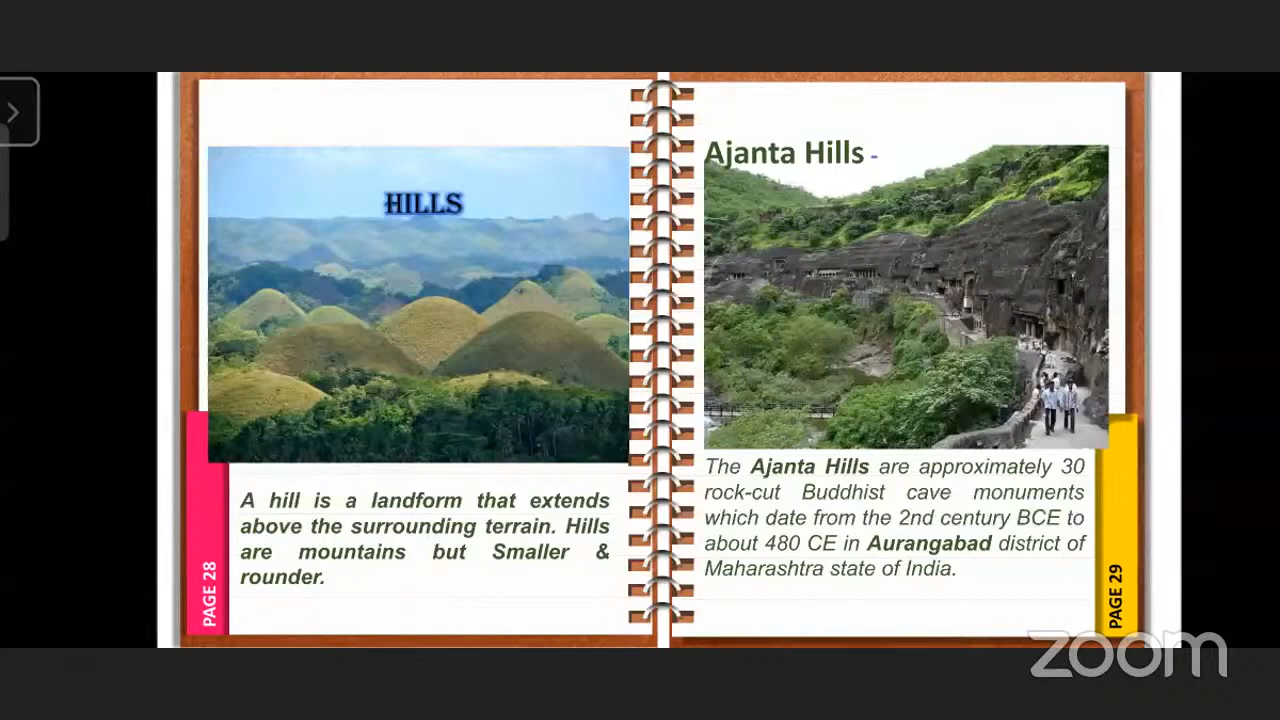 HILLS
A hill is a landform that extends
above the surrounding terrain. Hills
are mountains but Smaller &
rounder.
PAGE 28
Ajanta Hills -
The Ajanta Hills are approximately 30
rock-cut Buddhist cave monuments
which date from the 2nd century BCE to
about 480 CE in Aurangabad district of
Maharashtra state of India.
PAGE 29
zoom